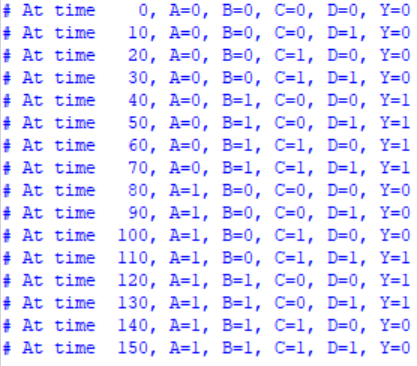 # At time    0, A=0, B=0, C=0, D=0, Y=0
# At time   10, A=0, B=0, C=0, D=1, Y=0
# At time   20, A=0, B=0, C=1, D=0, Y=0
# At time   30, A=0, B=0, C=1, D=1, Y=0
# At time   40, A=0, B=1, C=0, D=0, Y=1
# At time   50, A=0, B=1, C=0, D=1, Y=1
# At time   60, A=0, B=1, C=1, D=0, Y=1
# At time   70, A=0, B=1, C=1, D=1, Y=1
# At time   80, A=1, B=0, C=0, D=0, Y=0
# At time   90, A=1, B=0, C=0, D=1, Y=0
# At time  100, A=1, B=0, C=1, D=0, Y=0
# At time  110, A=1, B=0, C=1, D=1, Y=1
# At time  120, A=1, B=1, C=0, D=0, Y=1
# At time  130, A=1, B=1, C=0, D=1, Y=1
# At time  140, A=1, B=1, C=1, D=0, Y=0
# At time  150, A=1, B=1, C=1, D=1, Y=0